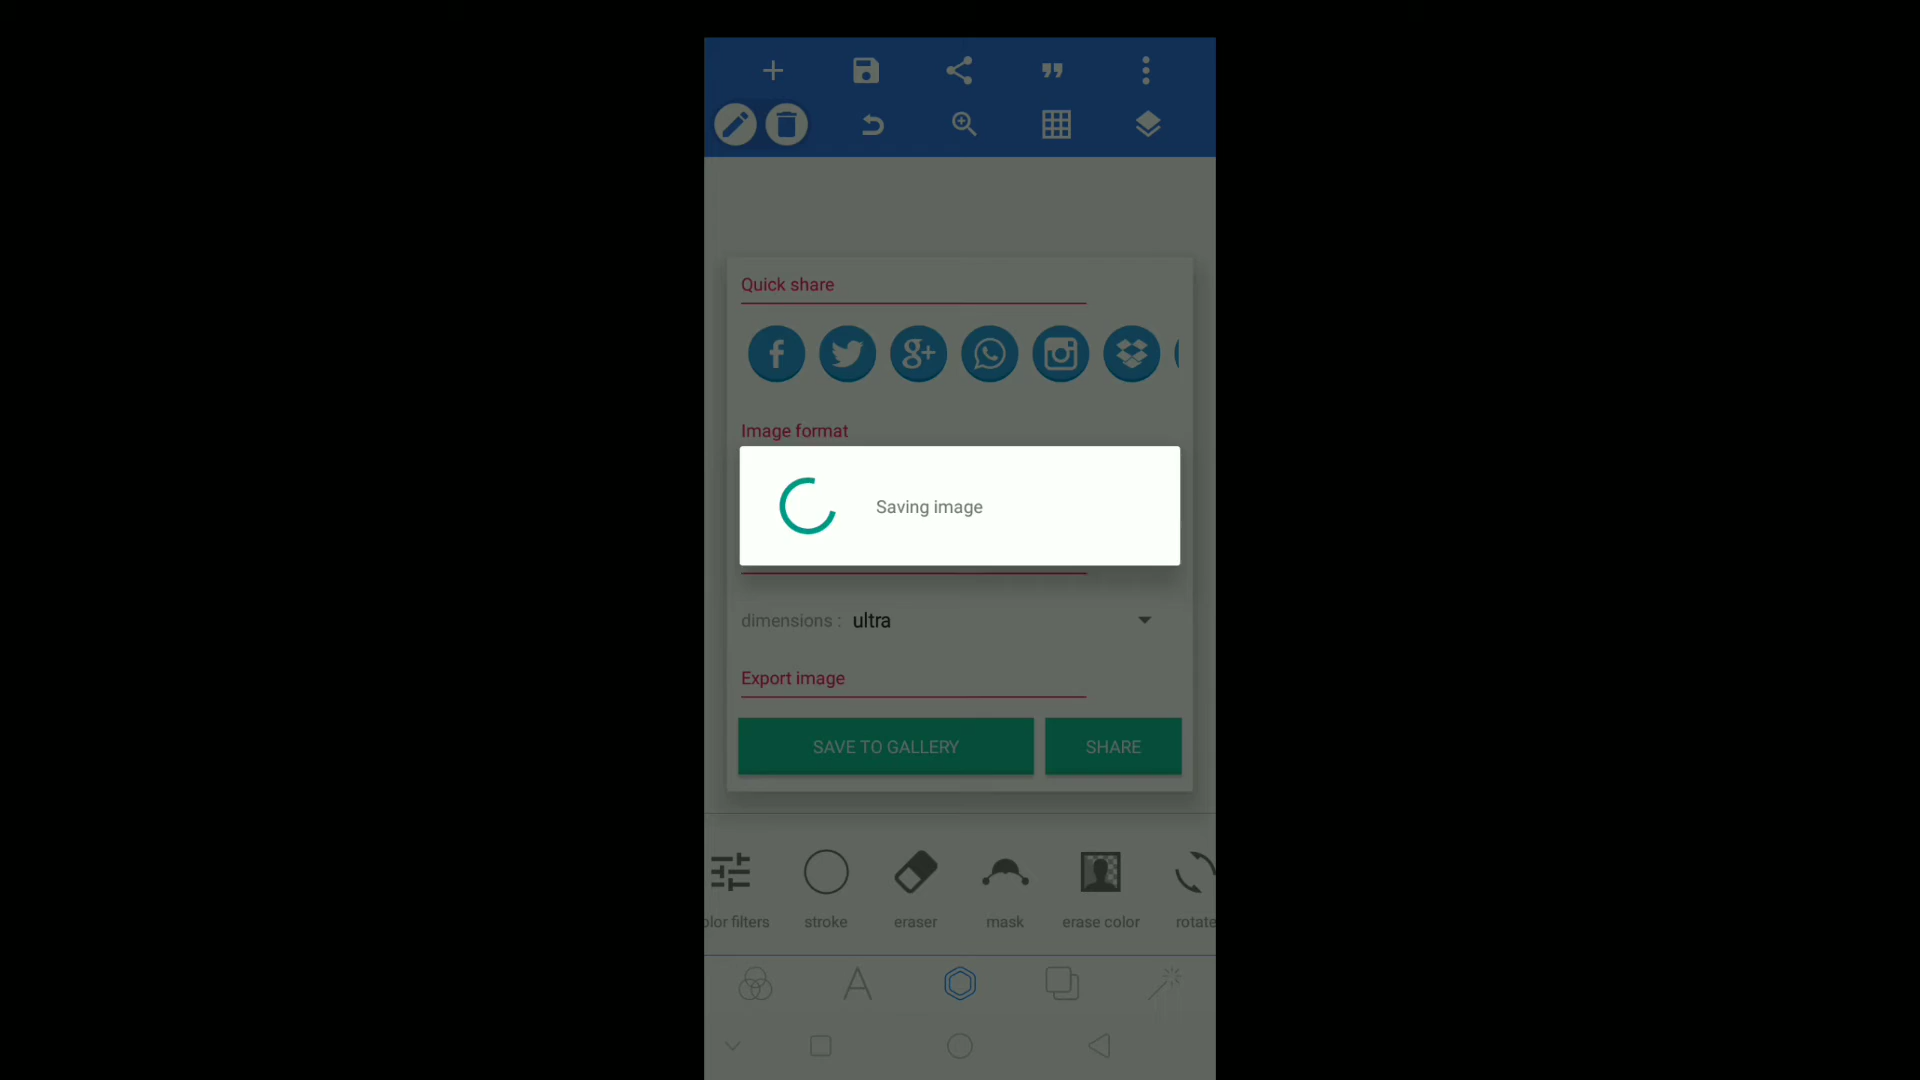 Quick share
Image format
Saving image
dimensions : ultra
Export image
SAVE TO GALLERY SHARE
olor filters stroke eraser mask erase color rotate